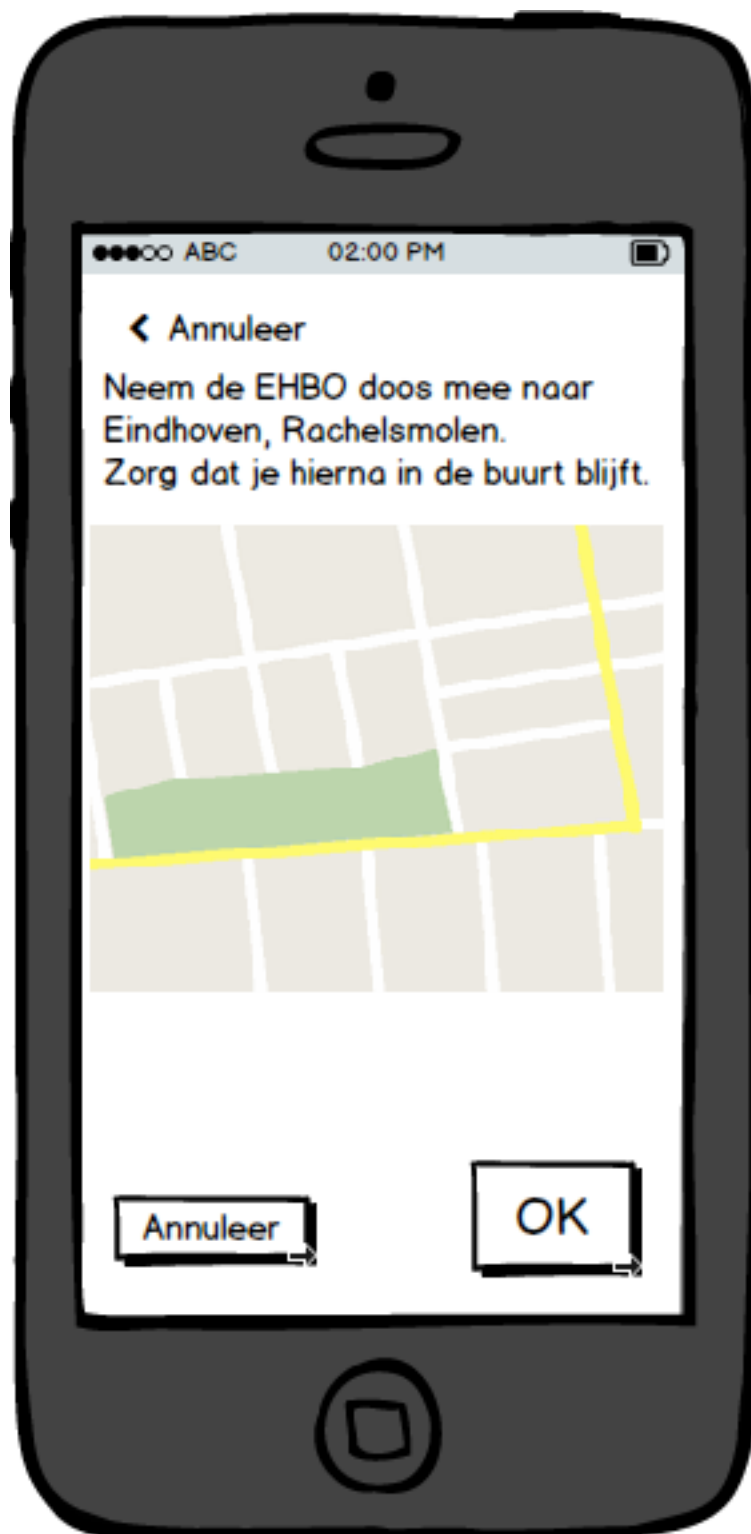 ABC 02:00 PM
Annuleer
Neem de EHBO doos mee naar
Eindhoven, Rachelsmolen.
Zorg dat je hierna in de buurt blijft.
Annuleer
OK